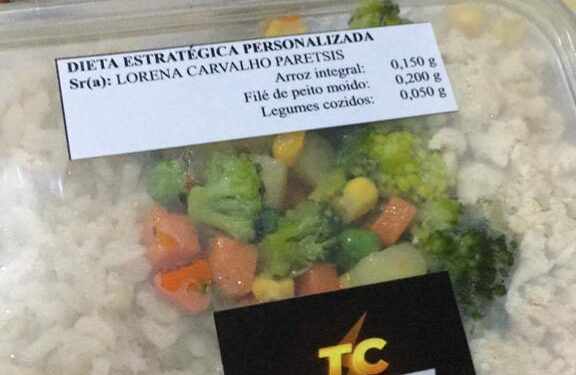 DIETA ESTRATÉGICA PERSONALIZADA
Sr(a): LORENA CARVALHO PARETSIS
Arroz integral: 0,150 g
Filé de peito moido: 0,200 g
Legumes cozidos: 0,050 g
TC